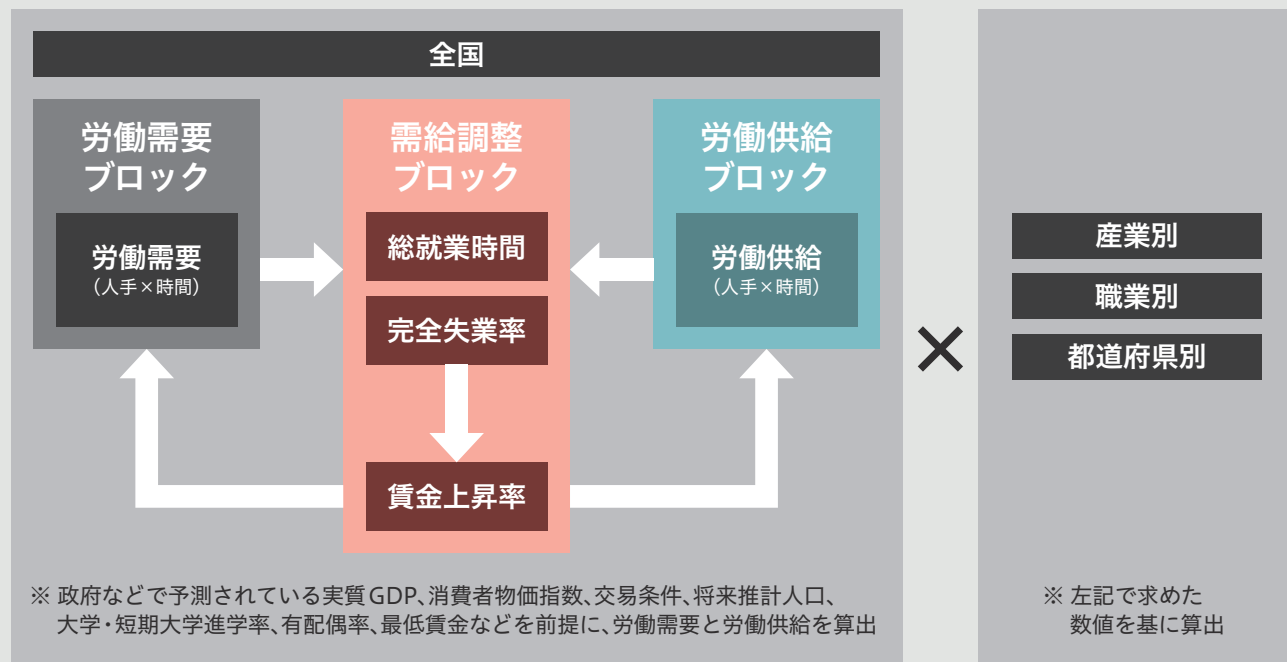 全国
労働需要
ブロック
労働需要
（人手×時間）
需給調整
ブロック
総就業時間
完全失業率
賃金上昇率
労働供給
ブロック
労働供給
（人手×時間）
※ 政府などで予測されている実質GDP、消費者物価指数、交易条件、将来推計人口、
大学・短期大学進学率、有配偶率、最低賃金などを前提に、労働需要と労働供給を算出
×
産業別
職業別
都道府県別
※ 左記で求めた
数値を基に算出